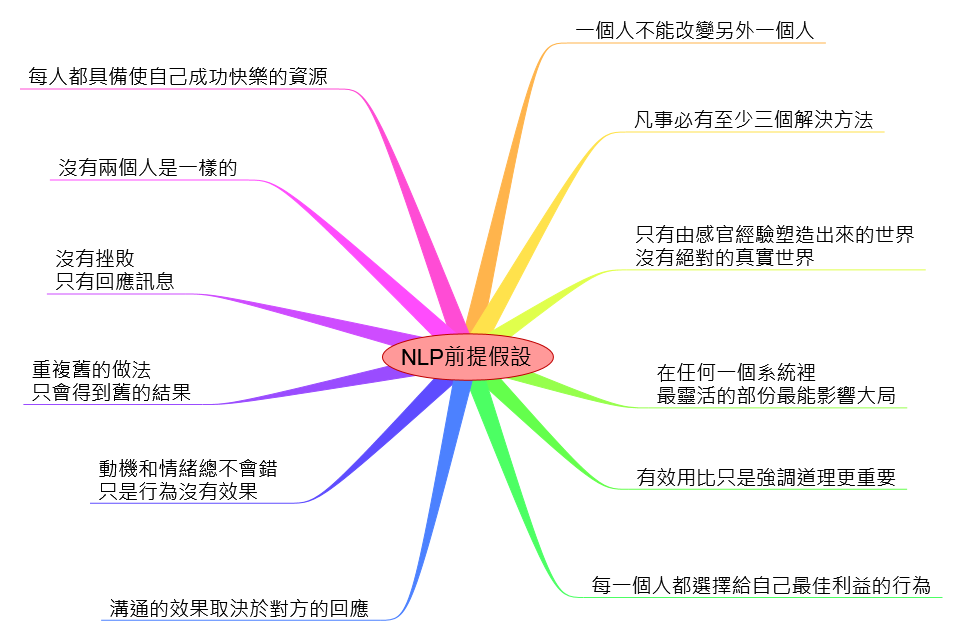 一個人不能改變另外一個人
每人都具備使自己成功快樂的資源
凡事必有至少三個解決方法
沒有兩個人是一樣的
只有由感官經驗塑造出來的世界
沒有絕對的真實世界
沒有挫敗
只有回應訊息
NLP前提假設
重複舊的做法
只會得到舊的結果
在任何一個系統裡
最靈活的部份最能影響大局
動機和情緒總不會錯
只是行為沒有效果
有效用比只是強調道理更重要
每一個人都選擇給自己最佳利益的行為
溝通的效果取決於對方的回應